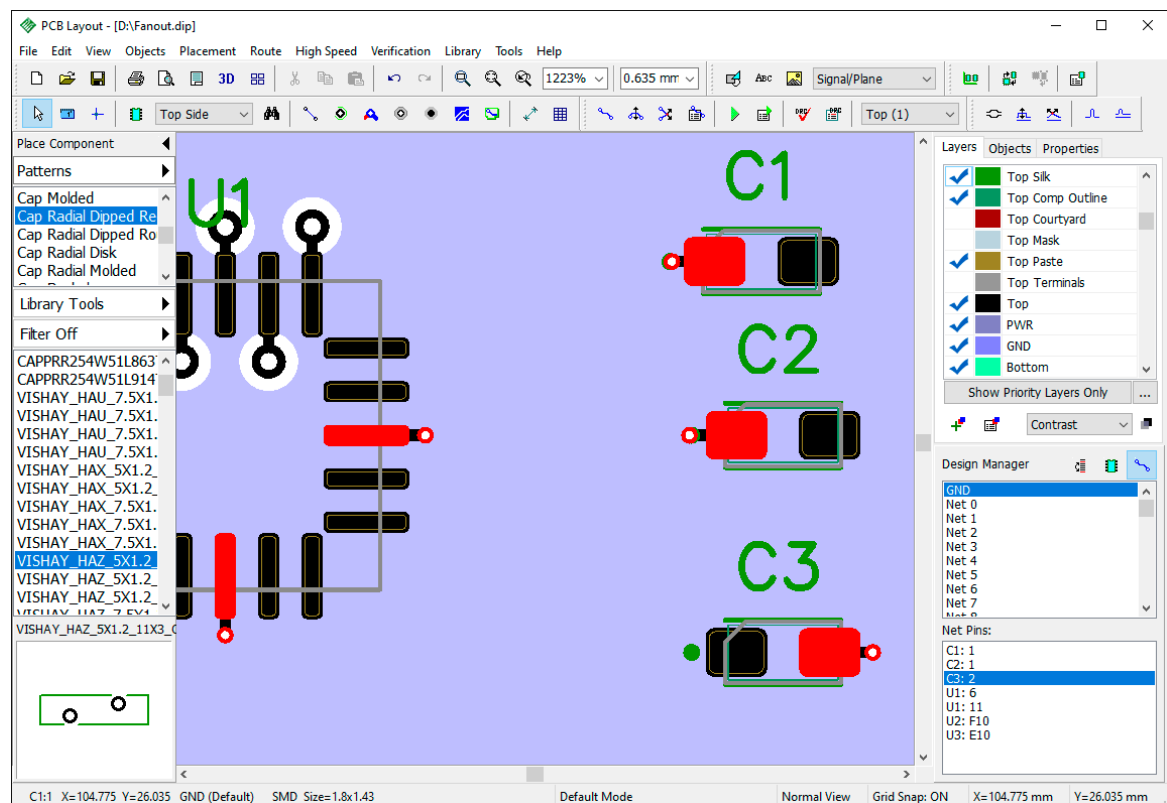 PCB Layout - [D:\Fanout.dip]
File Edit View Objects Placement Route High Speed Verification Library Tools Help
3D 1223% 0.635 mm ABC Signal/Plane
Top Side DRC Top (1)
Place Component
Patterns
Cap Molded
Cap Radial Dipped Re
Cap Radial Dipped Ro
Cap Radial Disk
Cap Radial Molded
Library Tools
Filter Off
CAPPRR254W51L863
CAPPRR254W51L914
VISHAY_HAU_7.5X1.
VISHAY_HAU_7.5X1.
VISHAY_HAU_7.5X1.
VISHAY_HAX_5X1.2_
VISHAY_HAX_5X1.2_
VISHAY_HAX_7.5X1.
VISHAY_HAX_7.5X1.
VISHAY_HAX_7.5X1.
VISHAY_HAZ_5X1.2_
VISHAY_HAZ_5X1.2_
VISHAY_HAZ_5X1.2_
VISHAY_HAZ_7.5X1.
VISHAY_HAZ_5X1.2_11X3_
U1
C1
C2
C3
Layers Objects Properties
Top Silk
Top Comp Outline
Top Courtyard
Top Mask
Top Paste
Top Terminals
Top
PWR
GND
Bottom
Show Priority Layers Only ...
Contrast
Design Manager
GND
Net 0
Net 1
Net 2
Net 3
Net 4
Net 5
Net 6
Net 7
Net 8
Net Pins:
C1: 1
C2: 1
C3: 2
U1: 6
U1: 11
U2: F10
U3: E10
C1:1 X=104.775 Y=26.035 GND (Default) SMD Size=1.8x1.43 Default Mode Normal View Grid Snap: ON X=104.775 mm Y=26.035 mm